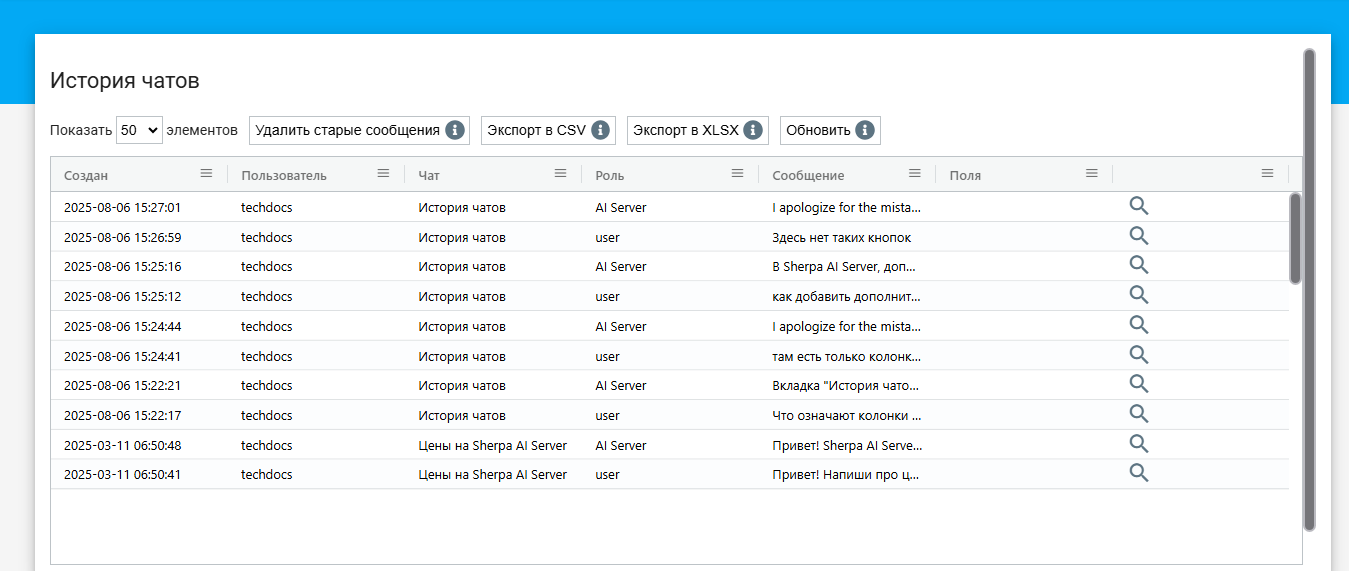 История чатов
Показать 50 элементов Удалить старые сообщения Экспорт в CSV Экспорт в XLSX Обновить
Создан Пользователь Чат Роль Сообщение Поля
2025-08-06 15:27:01 techdocs История чатов AI Server I apologize for the mista...
2025-08-06 15:26:59 techdocs История чатов user Здесь нет таких кнопок
2025-08-06 15:25:16 techdocs История чатов AI Server В Sherpa AI Server, доп...
2025-08-06 15:25:12 techdocs История чатов user как добавить дополнит...
2025-08-06 15:24:44 techdocs История чатов AI Server I apologize for the mista...
2025-08-06 15:24:41 techdocs История чатов user там есть только колонк...
2025-08-06 15:22:21 techdocs История чатов AI Server Вкладка "История чато...
2025-08-06 15:22:17 techdocs История чатов user Что означают колонки ...
2025-03-11 06:50:48 techdocs Цены на Sherpa AI Server AI Server Привет! Sherpa AI Serve...
2025-03-11 06:50:41 techdocs Цены на Sherpa AI Server user Привет! Напиши про ц...